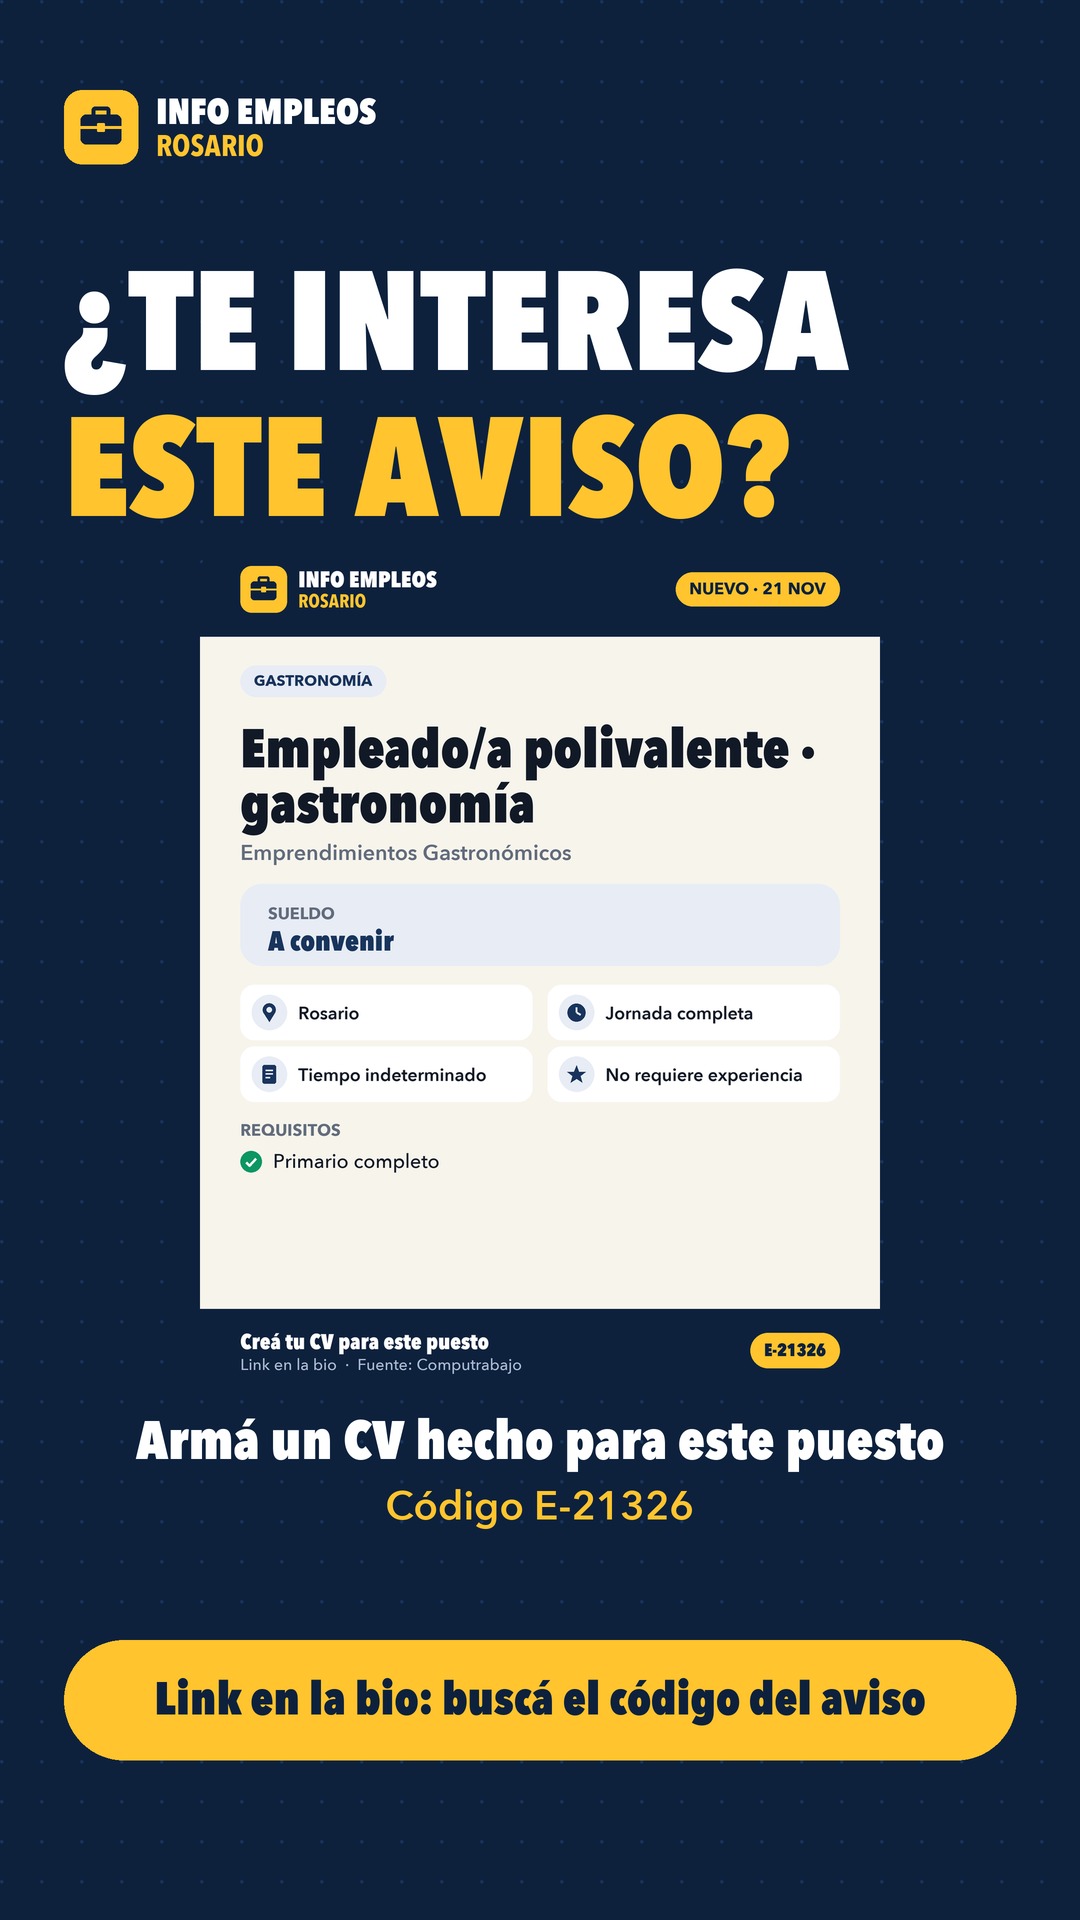 INFO EMPLEOS
ROSARIO
¿TE INTERESA
ESTE AVISO?
INFO EMPLEOS
ROSARIO
NUEVO · 21 NOV
GASTRONOMÍA
Empleado/a polivalente ·
gastronomía
Emprendimientos Gastronómicos
SUELDO
A convenir
Rosario
Jornada completa
Tiempo indeterminado
No requiere experiencia
REQUISITOS
Primario completo
Creá tu CV para este puesto
Link en la bio · Fuente: Computrabajo
E-21326
Armá un CV hecho para este puesto
Código E-21326
Link en la bio: buscá el código del aviso